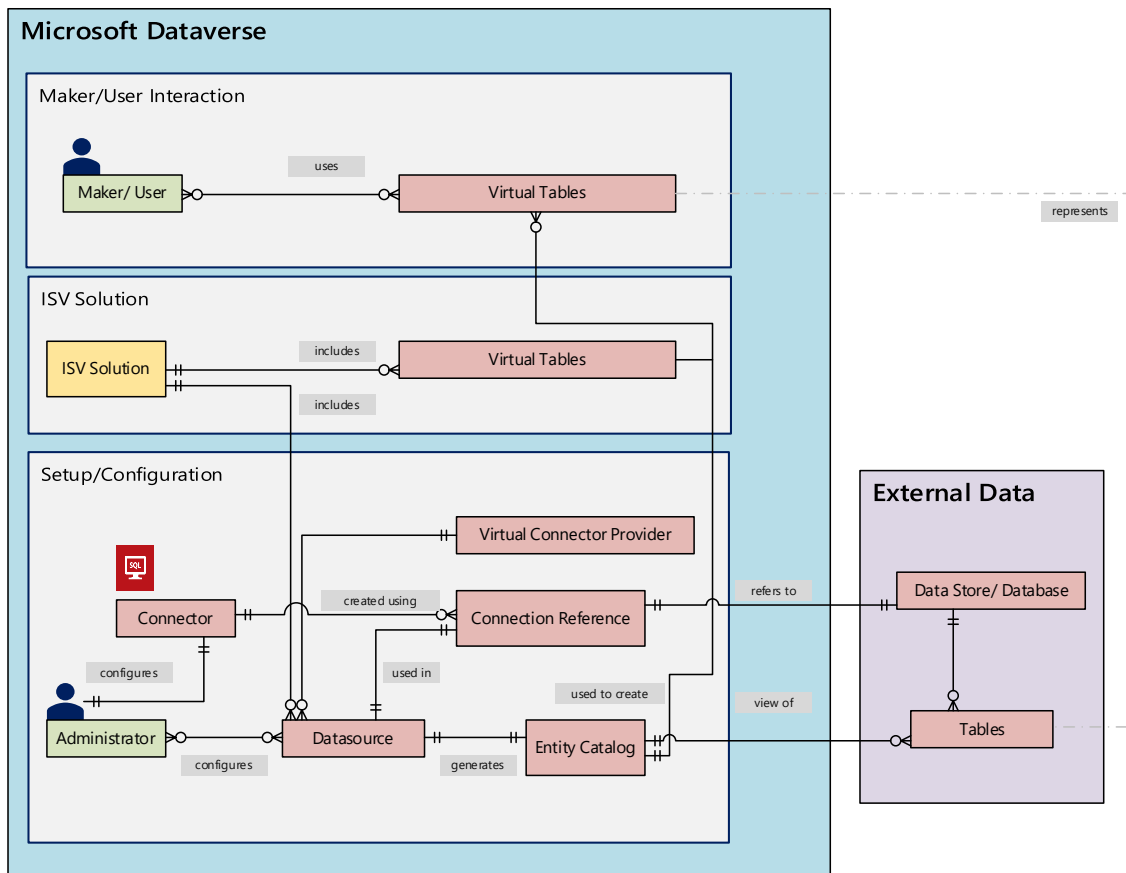 Microsoft Dataverse
Maker/User Interaction
uses
Maker/ User
Virtual Tables
represents
ISV Solution
includes
Virtual Tables
ISV Solution
includes
Setup/Configuration
External Data
Virtual Connector Provider
SQL
Data Store/ Database
refers to
created using
Connector
Connection Reference
configures
used in
used to create
view of
Tables
Administrator
Datasource
Entity Catalog
configures
generates